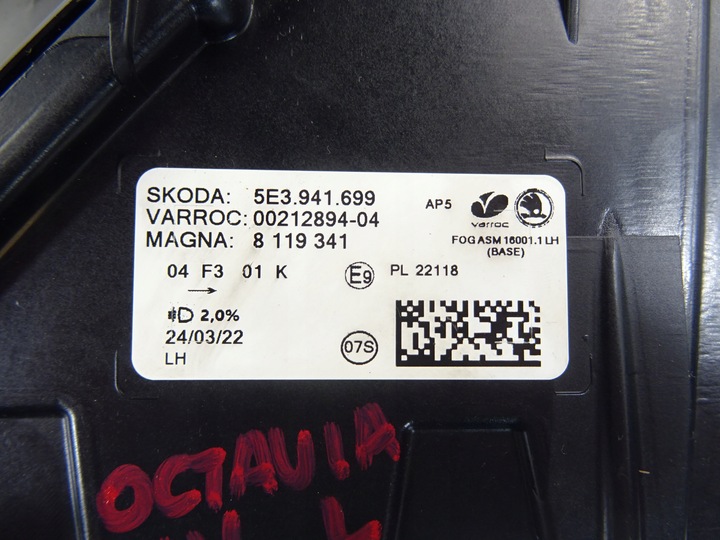 SKODA: 5E3.941.699
VARROC: 00212894-04
MAGNA: 8 119 341
AP5
varroc
FOG ASM 16001.1 LH
(BASE)
04 F3 01 K
E9
PL 22118
2,0%
24/03/22
LH
07S
OCTAVIA
L